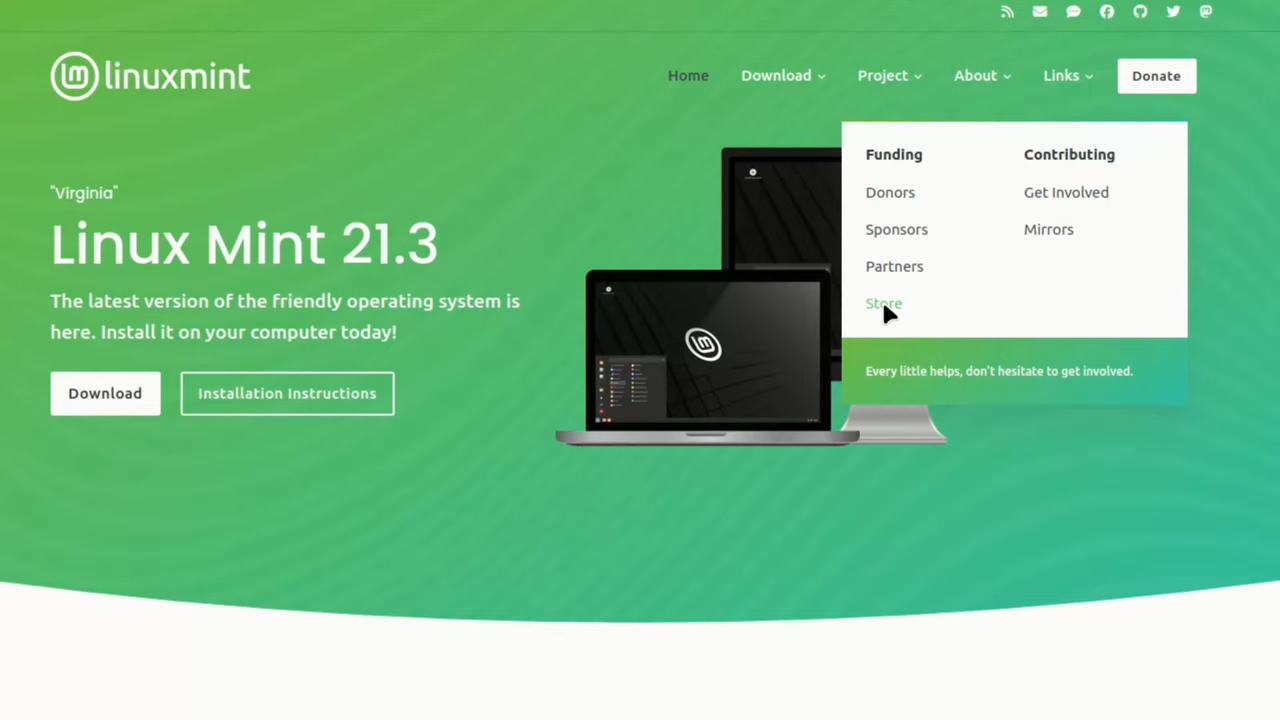 linuxmint
Home Download Project About Links Donate
Funding Contributing
Donors Get Involved
Sponsors Mirrors
Partners
Store
Every little helps, don't hesitate to get involved.
"Virginia"
Linux Mint 21.3
The latest version of the friendly operating system is
here. Install it on your computer today!
Download Installation Instructions